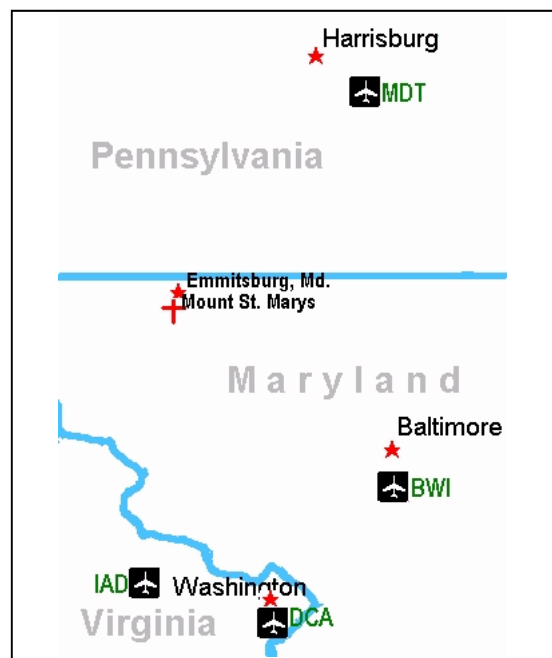 Harrisburg
MDT
Pennsylvania
Emmitsburg, Md.
Mount St. Marys
Maryland
Baltimore
BWI
IAD
Washington
DCA
Virginia